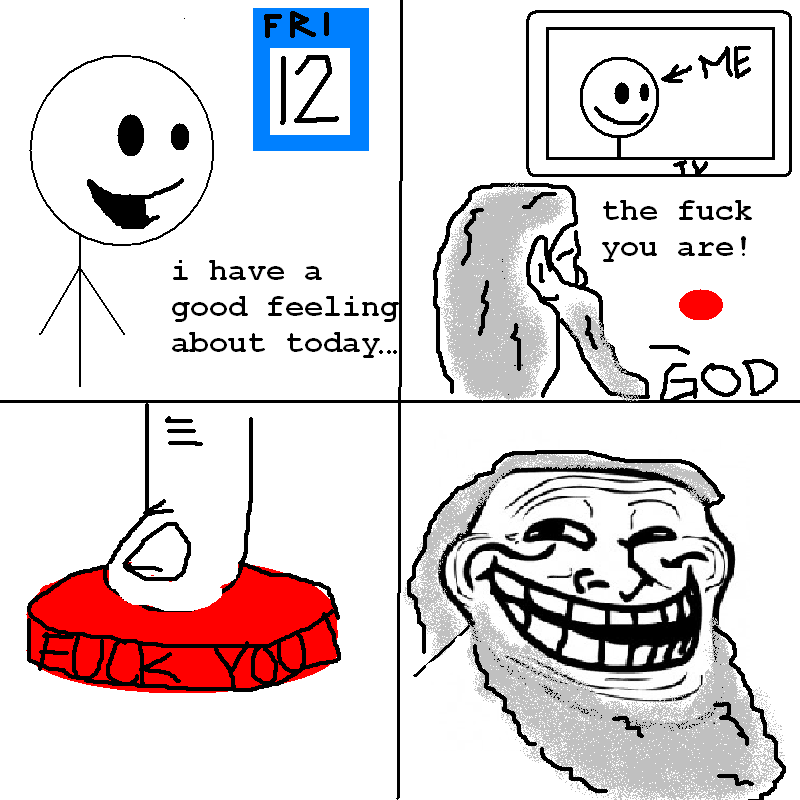 FRI
12
i have a
good feeling
about today...
ME
TV
the fuck
you are!
GOD
FUCK YOU